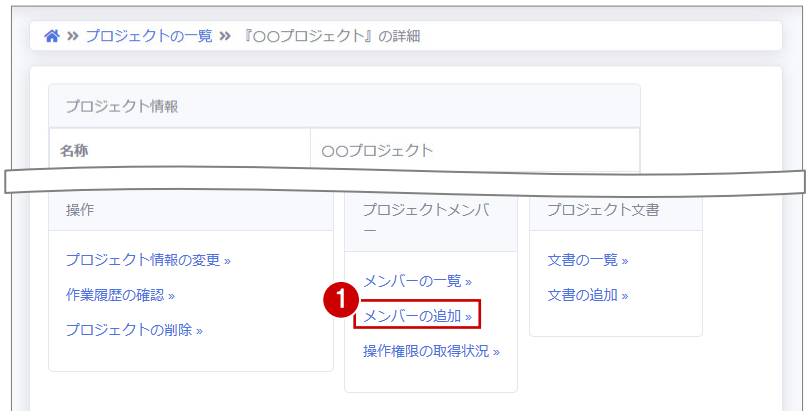 プロジェクトの一覧 » 『〇〇プロジェクト』の詳細
プロジェクト情報
名称 〇〇プロジェクト
操作
プロジェクト情報の変更 »
作業履歴の確認 »
プロジェクトの削除 »
プロジェクトメンバ
ー
メンバーの一覧 »
1
メンバーの追加 »
操作権限の取得状況 »
プロジェクト文書
文書の一覧 »
文書の追加 »